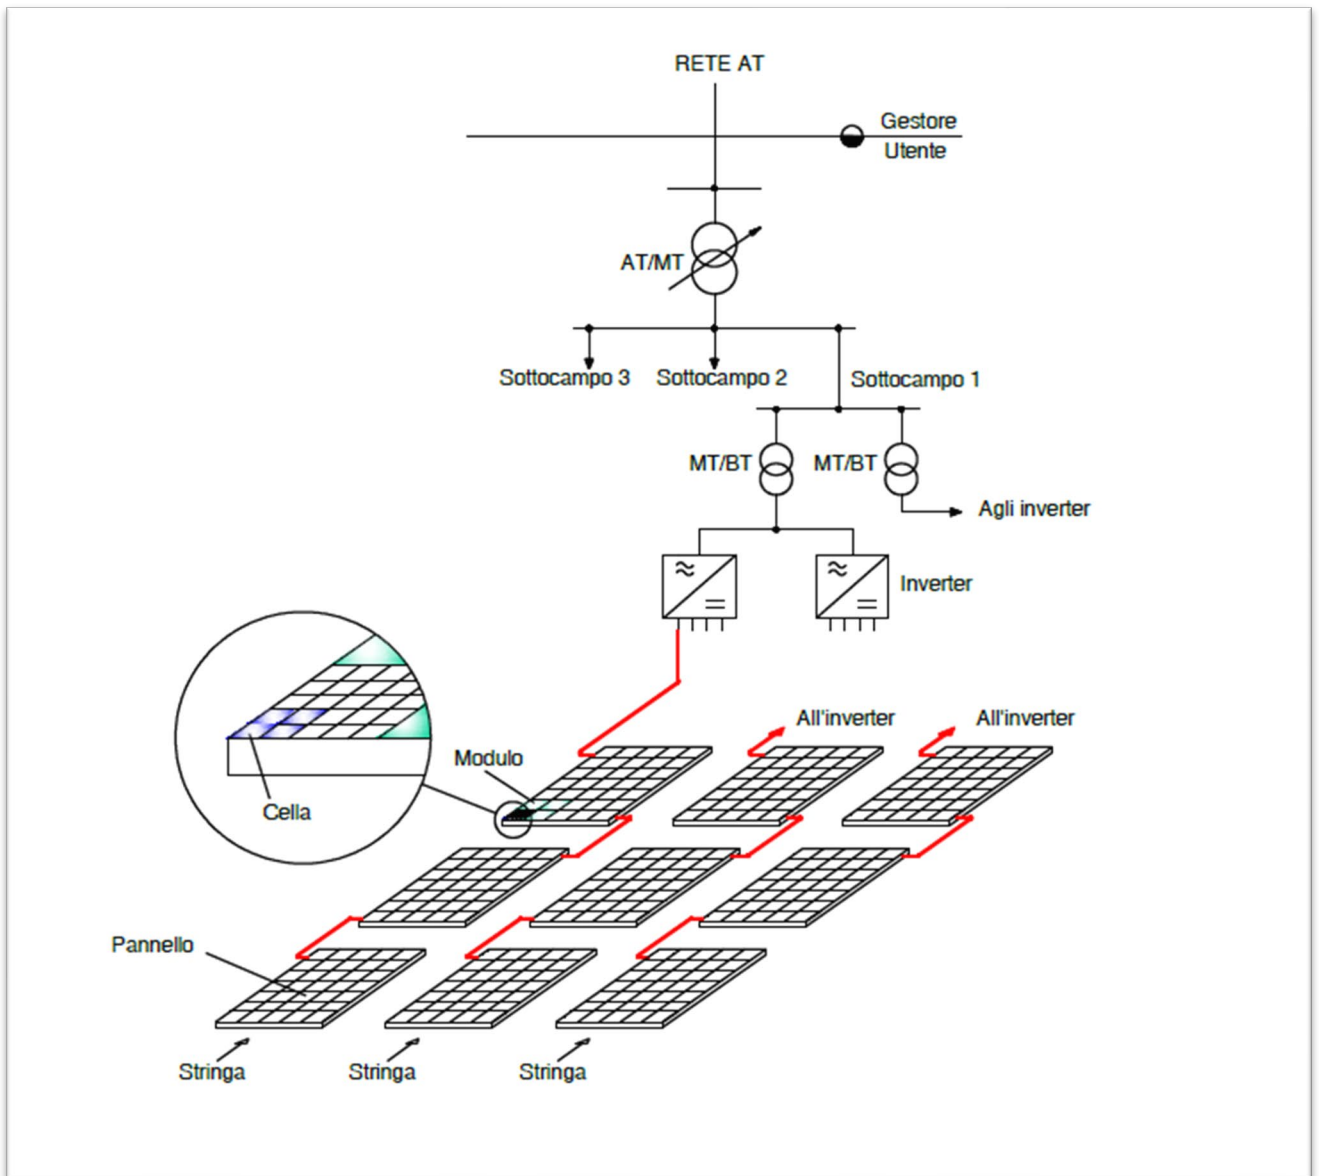 RETE AT
Gestore
Utente
AT/MT
Sottocampo 3
Sottocampo 2
Sottocampo 1
MT/BT
MT/BT
Agli inverter
Inverter
All'inverter
All'inverter
Modulo
Cella
Pannello
Stringa
Stringa
Stringa